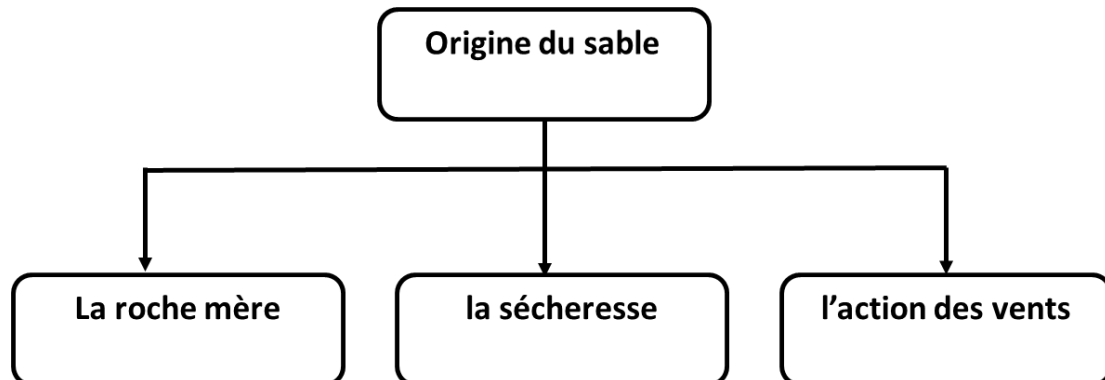 Origine du sable
La roche mère
la sécheresse
l’action des vents